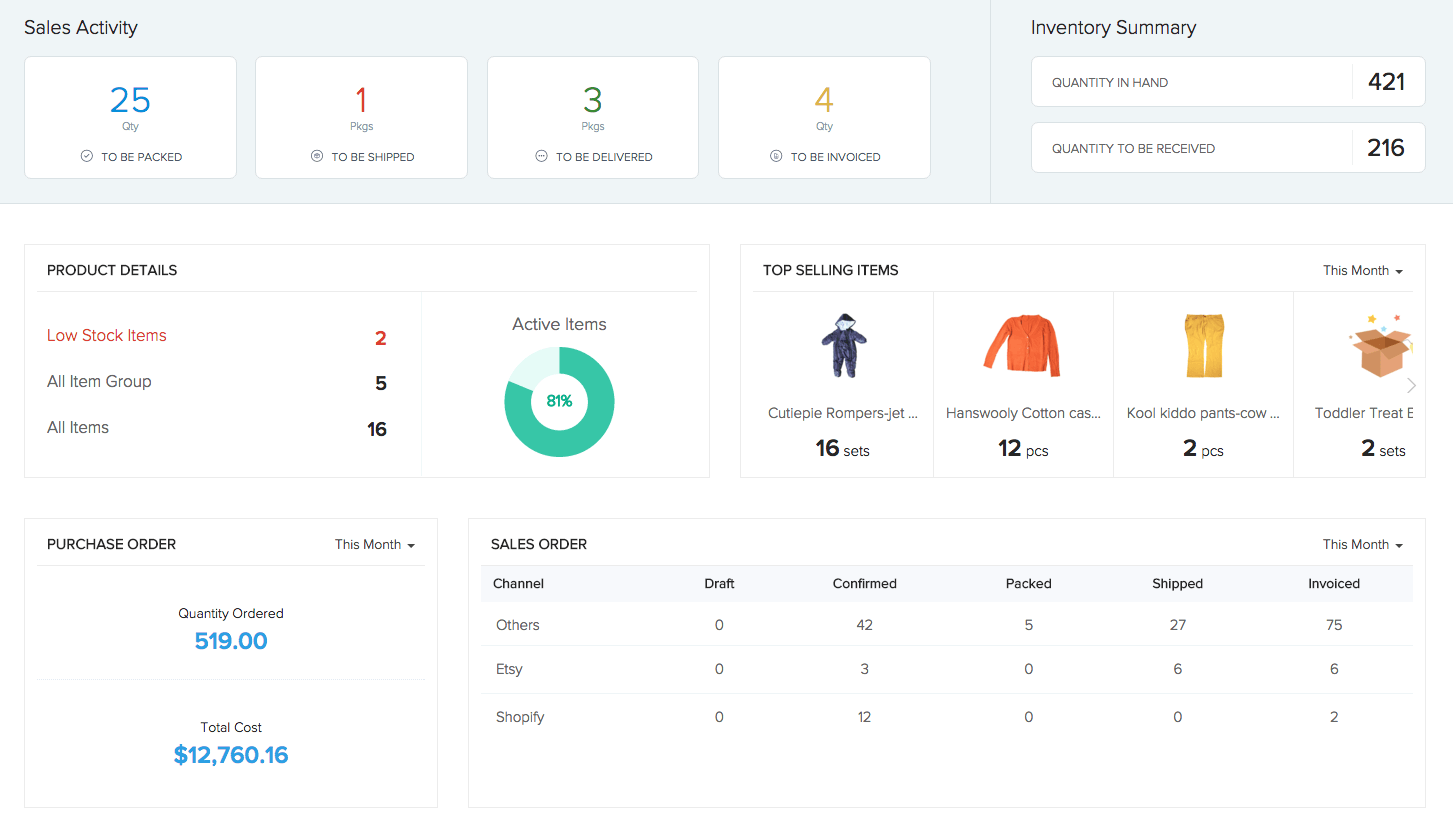 Sales Activity
25
Qty
TO BE PACKED
1
Pkgs
TO BE SHIPPED
3
Pkgs
TO BE DELIVERED
4
Qty
TO BE INVOICED
Inventory Summary
QUANTITY IN HAND 421
QUANTITY TO BE RECEIVED 216
PRODUCT DETAILS
Low Stock Items 2
All Item Group 5
All Items 16
Active Items
81%
TOP SELLING ITEMS This Month
Cutiepie Rompers-jet ...
16 sets
Hanswooly Cotton cas...
12 pcs
Kool kiddo pants-cow ...
2 pcs
Toddler Treat
2 sets
PURCHASE ORDER This Month
Quantity Ordered
519.00
Total Cost
$12,760.16
SALES ORDER This Month
Channel Draft Confirmed Packed Shipped Invoiced
Others 0 42 5 27 75
Etsy 0 3 0 6 6
Shopify 0 12 0 0 2